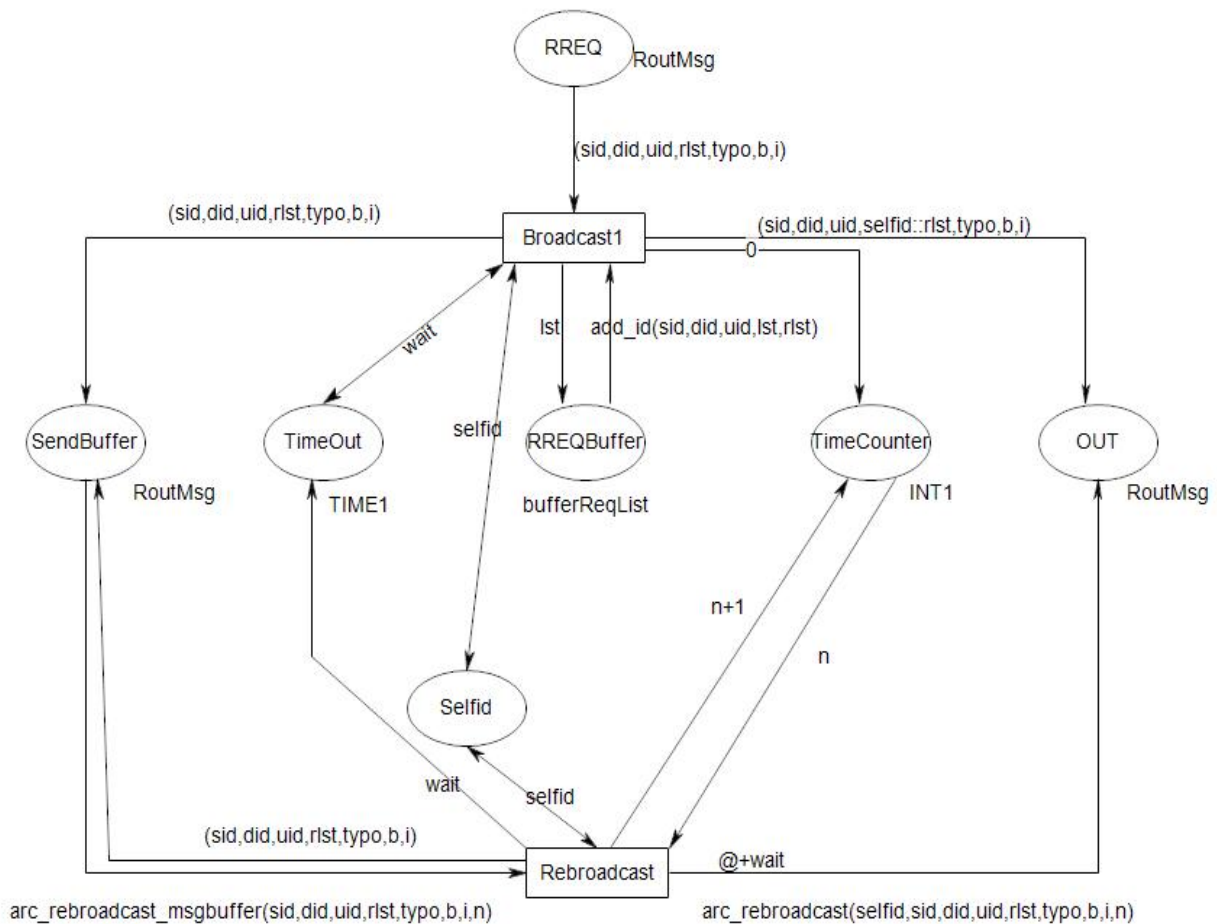 RREQ
RoutMsg
(sid,did,uid,rlst,typo,b,i)
(sid,did,uid,rlst,typo,b,i)
(sid,did,uid,selfid::rlst,typo,b,i)
Broadcast1
0
wait
lst
add_id(sid,did,uid,lst,rlst)
selfid
SendBuffer
TimeOut
RREQBuffer
TimeCounter
OUT
RoutMsg
TIME1
bufferReqList
INT1
RoutMsg
n+1
n
Selfid
wait
selfid
(sid,did,uid,rlst,typo,b,i)
Rebroadcast
@+wait
arc_rebroadcast_msgbuffer(sid,did,uid,rlst,typo,b,i,n)
arc_rebroadcast(selfid,sid,did,uid,rlst,typo,b,i,n)